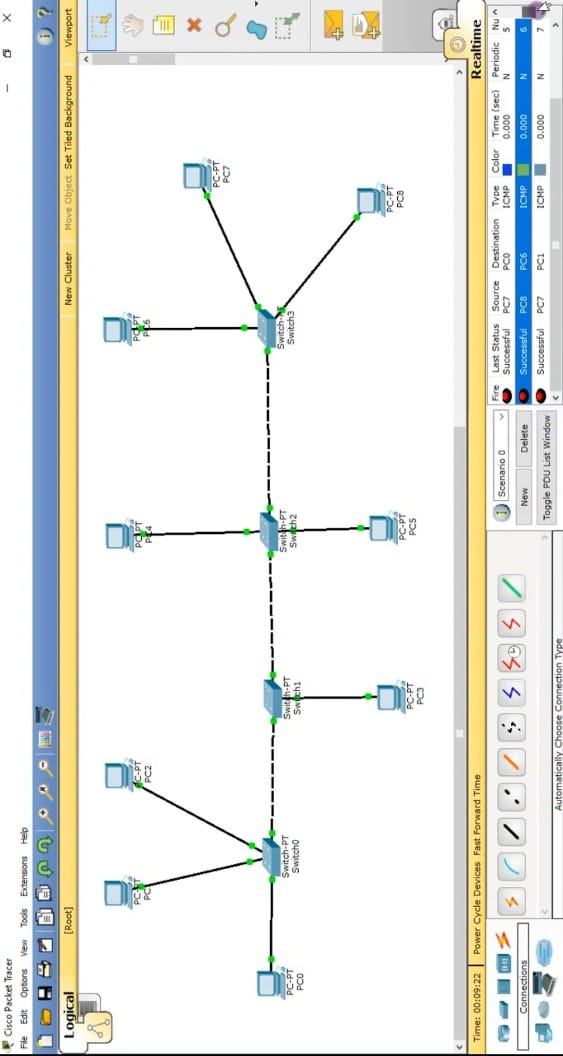 Cisco Packet Tracer
File Edit Options View Tools Extensions Help
Logical
[Root]
New Cluster
Move Object
Set Tiled Background
Viewport
PC-PT
PC7
PC-PT
PC8
PC-PT
Switch-PT
Switch3
PC-PT
Switch-PT
Switch2
PC-PT
PC5
Switch-PT
Switch1
PC-PT
PC3
PC-PT
PC2
PC-PT
Switch-PT
Switch0
PC-PT
PC0
Time: 00:09:22
Power Cycle Devices Fast Forward Time
Realtime
Connections
Automatically Choose Connection Type
Scenario 0
New
Delete
Toggle PDU List Window
Fire Last Status Source Destination Type Color Time (sec) Periodic Nu
Successful PC7 PC0 ICMP 0.000 N 5
Successful PC8 PC6 ICMP 0.000 N 6
Successful PC7 PC1 ICMP 0.000 N 7